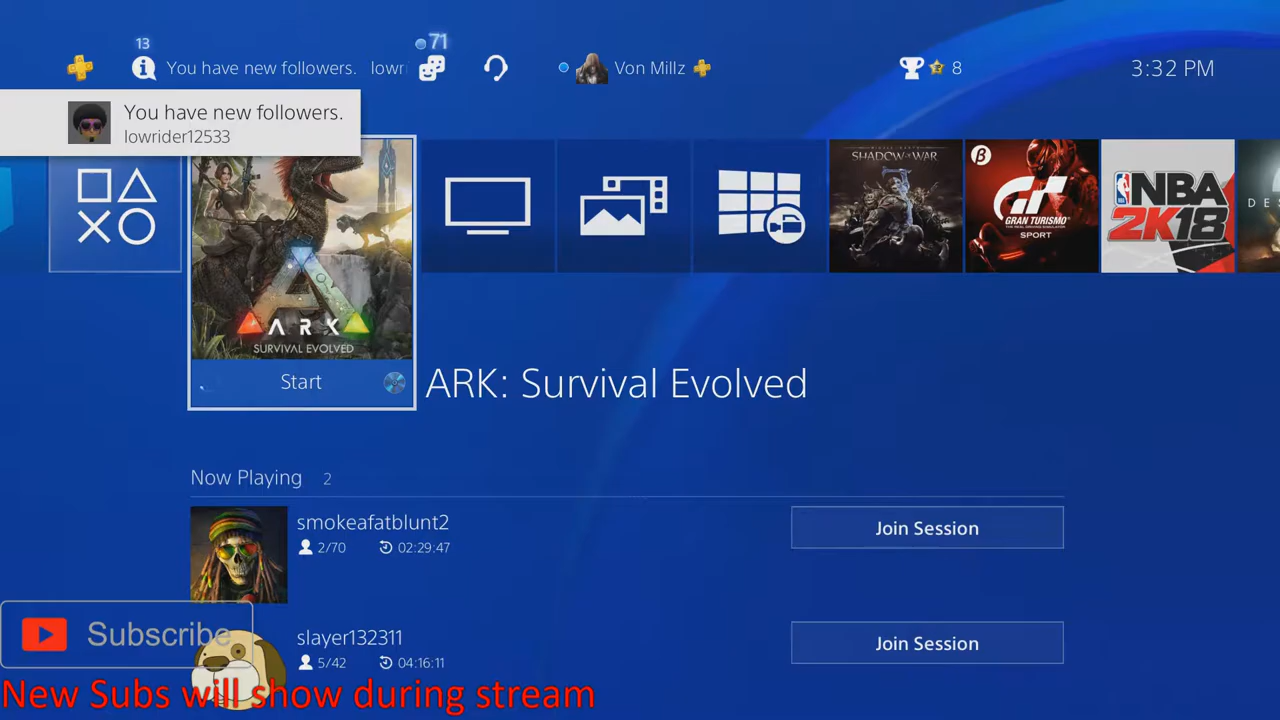 13
71
You have new followers. lowri
Von Millz
8
3:32 PM
You have new followers.
lowrider12533
SHADOW OF WAR
β
GT
GRAN TURISMO
SPORT
NBA
2K18
DES
ARK
SURVIVAL EVOLVED
Start
ARK: Survival Evolved
Now Playing 2
smokeafatblunt2
2/70 02:29:47
Join Session
Subscribe
slayer132311
5/42 04:16:11
Join Session
New Subs will show during stream